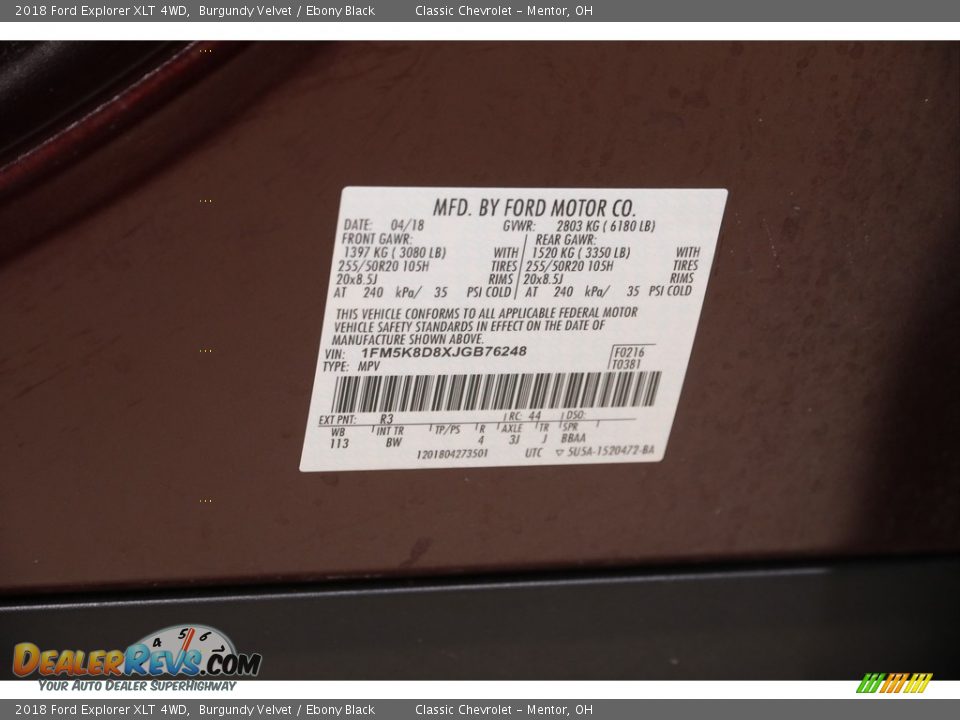 2018 Ford Explorer XLT 4WD, Burgundy Velvet / Ebony Black Classic Chevrolet - Mentor, OH
MFD. BY FORD MOTOR CO.
DATE: 04/18 GVWR: 2803 KG ( 6180 LB)
FRONT GAWR: REAR GAWR:
1397 KG ( 3080 LB) WITH 1520 KG ( 3350 LB) WITH
255/50R20 105H TIRES 255/50R20 105H TIRES
20x8.5J RIMS 20x8.5J RIMS
AT 240 kPa/ 35 PSI COLD AT 240 kPa/ 35 PSI COLD
THIS VEHICLE CONFORMS TO ALL APPLICABLE FEDERAL MOTOR
VEHICLE SAFETY STANDARDS IN EFFECT ON THE DATE OF
MANUFACTURE SHOWN ABOVE.
VIN: 1FM5K8D8XJGB76248 F0216
TYPE: MPV T0381
EXT PNT: R3 RC: 44 DSO:
WB INT TR TP/PS R AXLE TR SPR
113 BW 4 3J J BBAA
1201804273501 UTC ▽ 5U5A-1520472-BA
4 5 6
DEALERREVS.COM
YOUR AUTO DEALER SUPERHIGHWAY
2018 Ford Explorer XLT 4WD, Burgundy Velvet / Ebony Black Classic Chevrolet - Mentor, OH